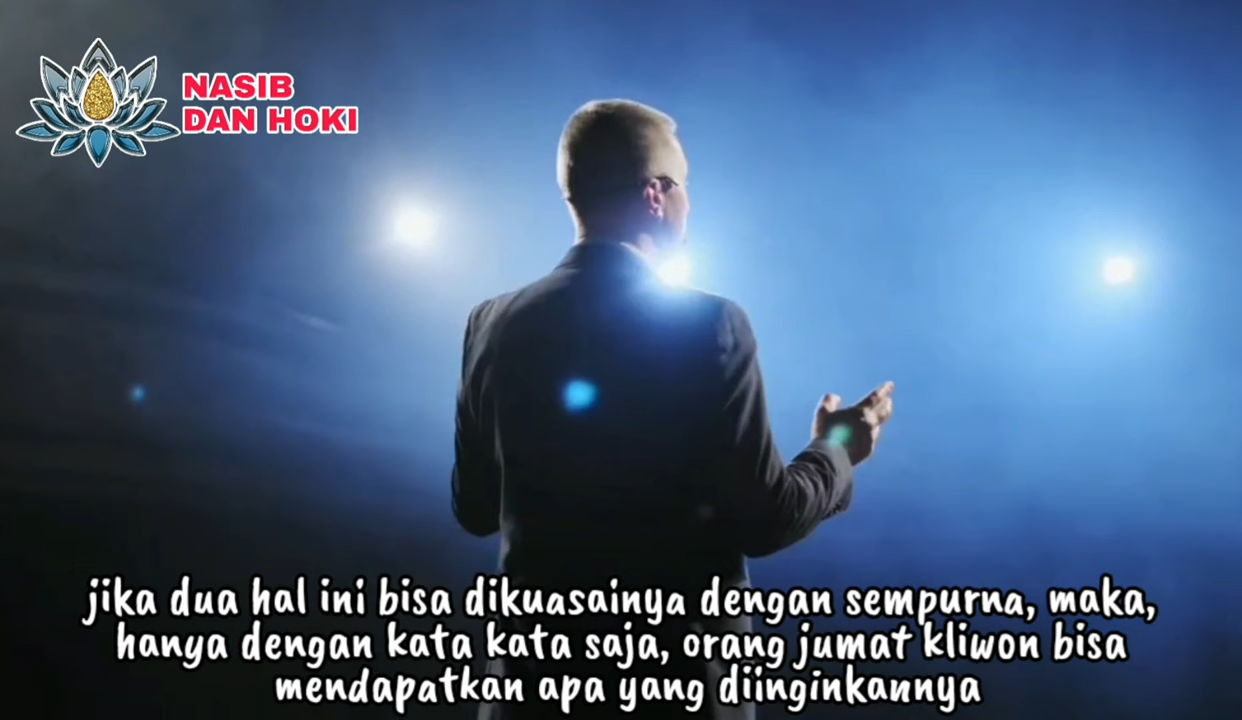 NASIB
DAN HOKI
jika dua hal ini bisa dikuasainya dengan sempurna, maka,
hanya dengan kata kata saja, orang jumat kliwon bisa
mendapatkan apa yang diinginkannya